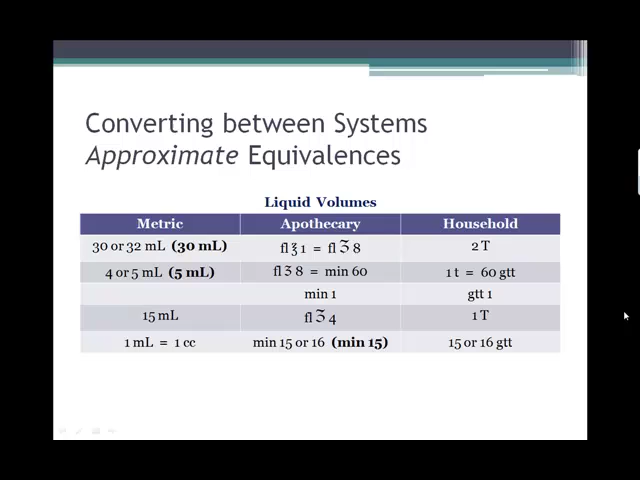 Converting between Systems
Approximate Equivalences
Liquid Volumes
Metric Apothecary Household
30 or 32 mL (30 mL) fl ℥ 1 = fl ℨ 8 2 T
4 or 5 mL (5 mL) fl ℨ 8 = min 60 1 t = 60 gtt
min 1 gtt 1
15 mL fl ℨ 4 1 T
1 mL = 1 cc min 15 or 16 (min 15) 15 or 16 gtt